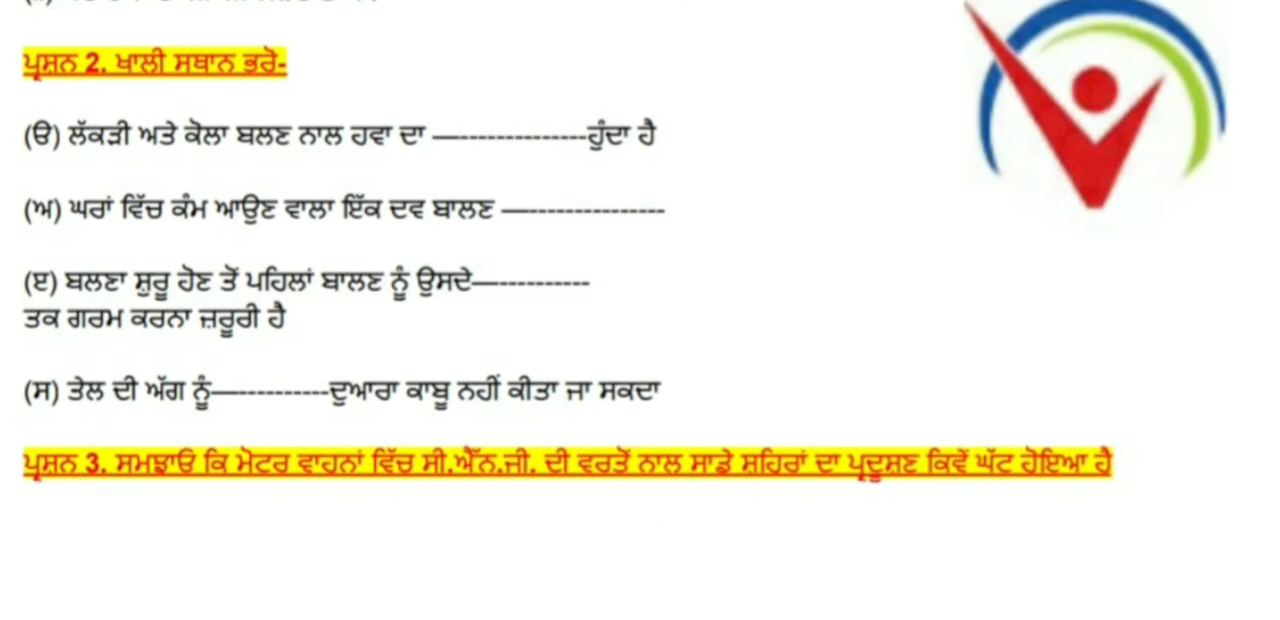 ਪ੍ਰਸ਼ਨ 2. ਖਾਲੀ ਸਥਾਨ ਭਰੋ-
(ੳ) ਲੱਕੜੀ ਅਤੇ ਕੋਲਾ ਬਲਣ ਨਾਲ ਹਵਾ ਦਾ —---------------ਹੁੰਦਾ ਹੈ
(ਅ) ਘਰਾਂ ਵਿੱਚ ਕੰਮ ਆਉਣ ਵਾਲਾ ਇੱਕ ਦਵ ਬਾਲਣ —----------------
(ੲ) ਬਲਣਾ ਸ਼ੁਰੂ ਹੋਣ ਤੋਂ ਪਹਿਲਾਂ ਬਾਲਣ ਨੂੰ ਉਸਦੇ—-----------
ਤਕ ਗਰਮ ਕਰਨਾ ਜ਼ਰੂਰੀ ਹੈ
(ਸ) ਤੇਲ ਦੀ ਅੱਗ ਨੂੰ—-----------ਦੁਆਰਾ ਕਾਬੂ ਨਹੀਂ ਕੀਤਾ ਜਾ ਸਕਦਾ
ਪ੍ਰਸ਼ਨ 3. ਸਮਝਾਓ ਕਿ ਮੋਟਰ ਵਾਹਨਾਂ ਵਿੱਚ ਸੀ.ਐੱਨ.ਜੀ. ਦੀ ਵਰਤੋਂ ਨਾਲ ਸਾਡੇ ਸ਼ਹਿਰਾਂ ਦਾ ਪ੍ਰਦੂਸ਼ਣ ਕਿਵੇਂ ਘੱਟ ਹੋਇਆ ਹੈ